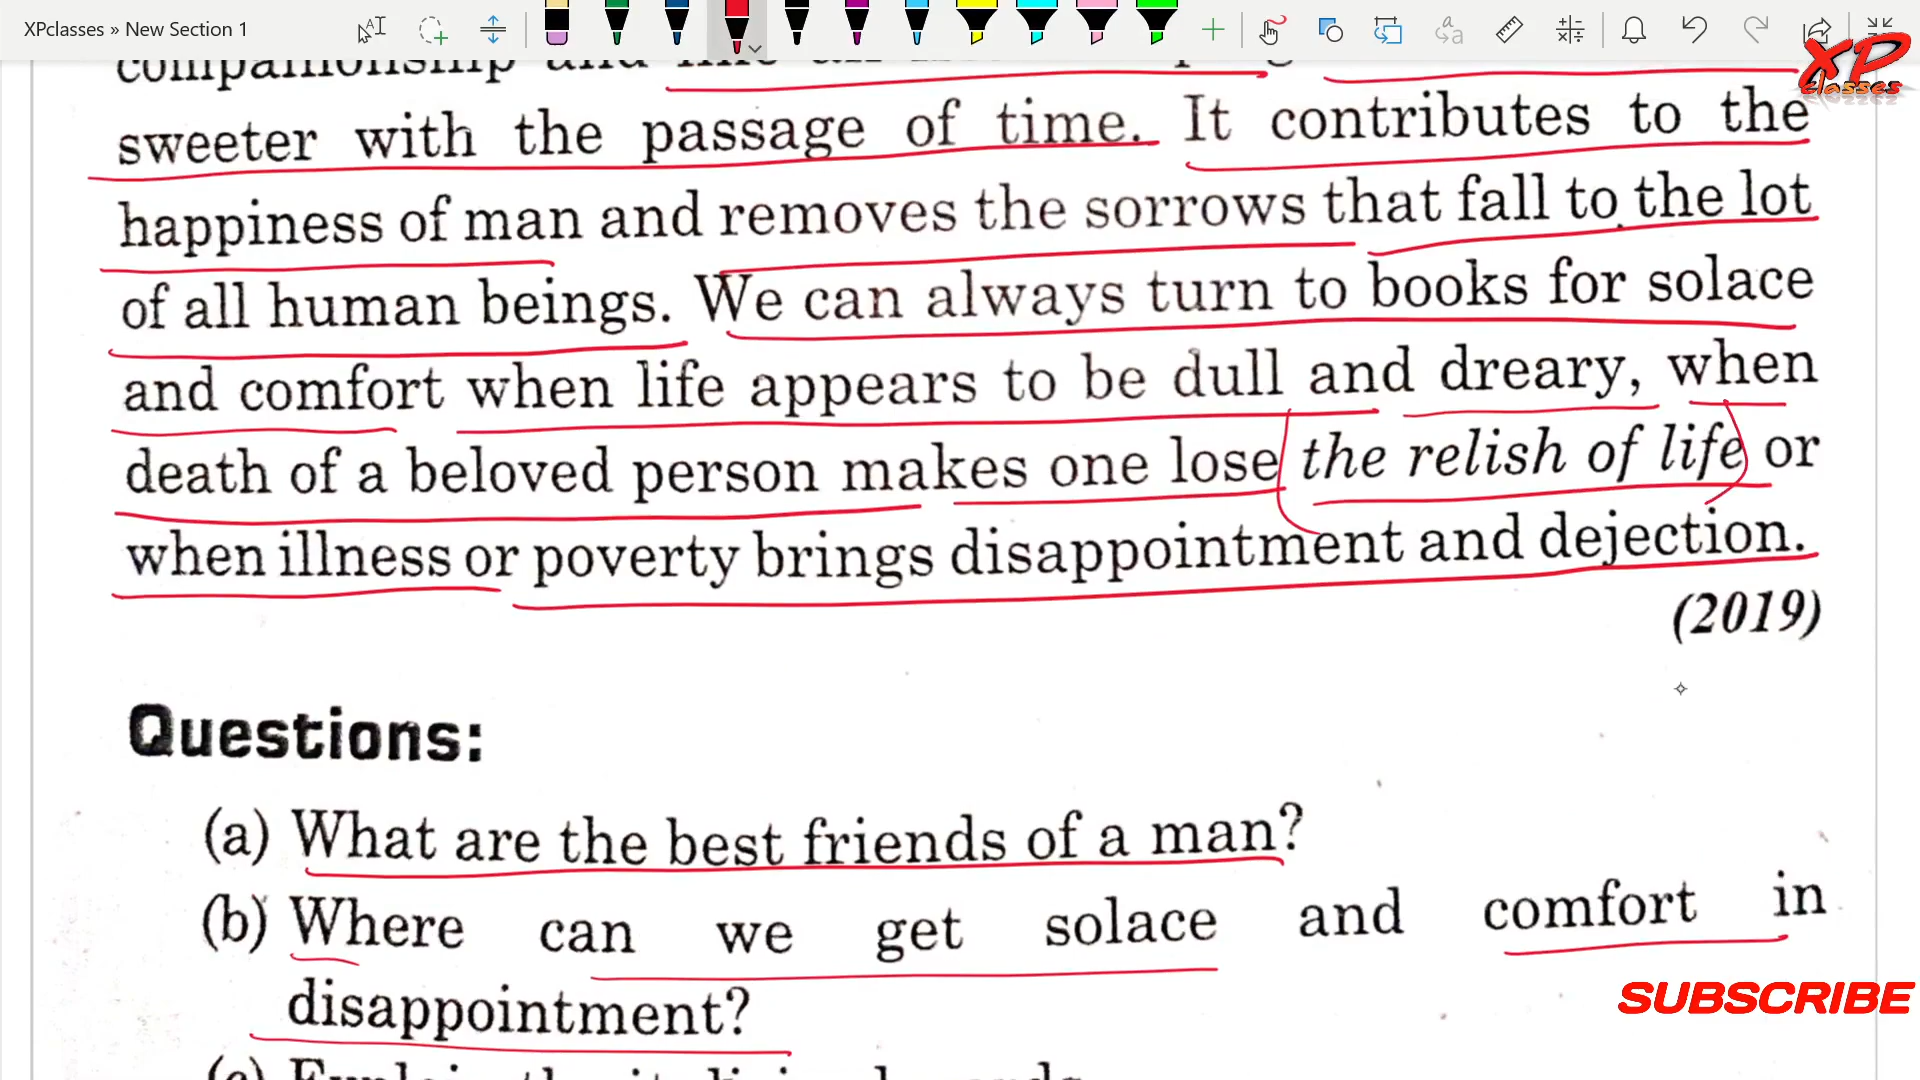 XPclasses » New Section 1
XP
classes
companionship and
sweeter with the passage of time. It contributes to the
happiness of man and removes the sorrows that fall to the lot
of all human beings. We can always turn to books for solace
and comfort when life appears to be dull and dreary, when
death of a beloved person makes one lose the relish of life or
when illness or poverty brings disappointment and dejection.
(2019)
Questions:
(a) What are the best friends of a man?
(b) Where can we get solace and comfort in
disappointment?
SUBSCRIBE